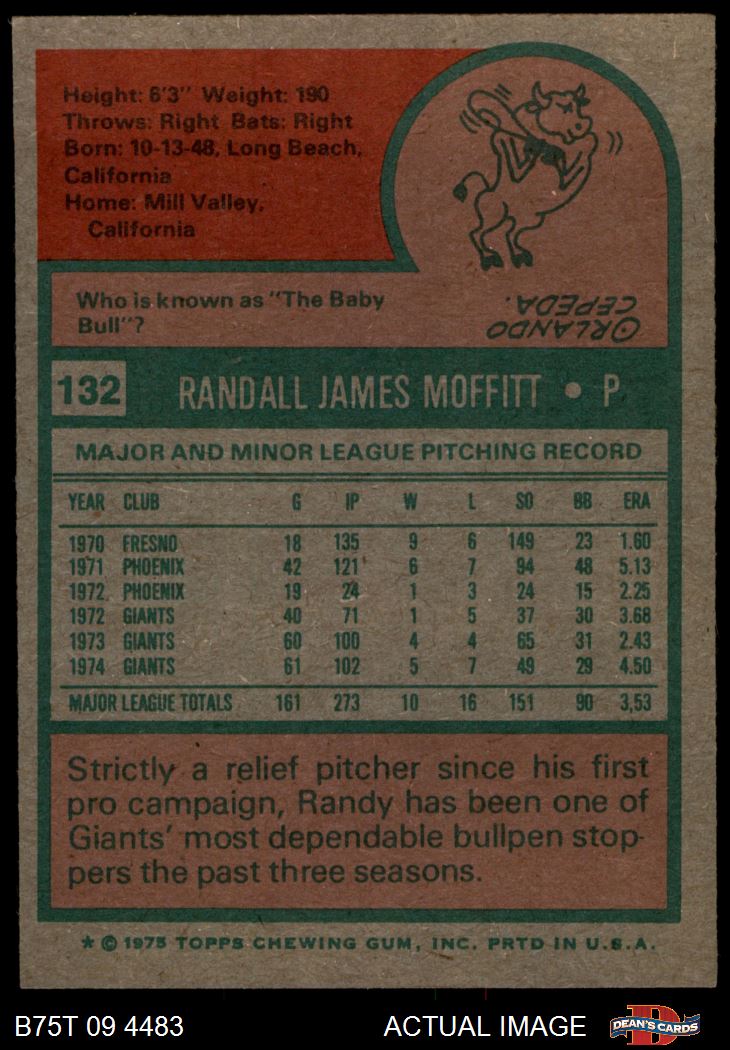 Height: 6'3" Weight: 190
Throws: Right Bats: Right
Born: 10-13-48, Long Beach,
California
Home: Mill Valley,
California
Who is known as "The Baby
Bull"?
ORLANDO
CEPEDA.
132 RANDALL JAMES MOFFITT • P
MAJOR AND MINOR LEAGUE PITCHING RECORD
YEAR CLUB G IP W L SO BB ERA
1970 FRESNO 18 135 9 6 149 23 1.60
1971 PHOENIX 42 121 6 7 94 48 5.13
1972 PHOENIX 19 24 1 3 24 15 2.25
1972 GIANTS 40 71 1 5 37 30 3.68
1973 GIANTS 60 100 4 4 65 31 2.43
1974 GIANTS 61 102 5 7 49 29 4.50
MAJOR LEAGUE TOTALS 161 273 10 16 151 90 3.53
Strictly a relief pitcher since his first
pro campaign, Randy has been one of
Giants' most dependable bullpen stop-
pers the past three seasons.
* © 1975 TOPPS CHEWING GUM, INC. PRTD IN U.S.A.
B75T 09 4483 ACTUAL IMAGE DEAN'S CARDS